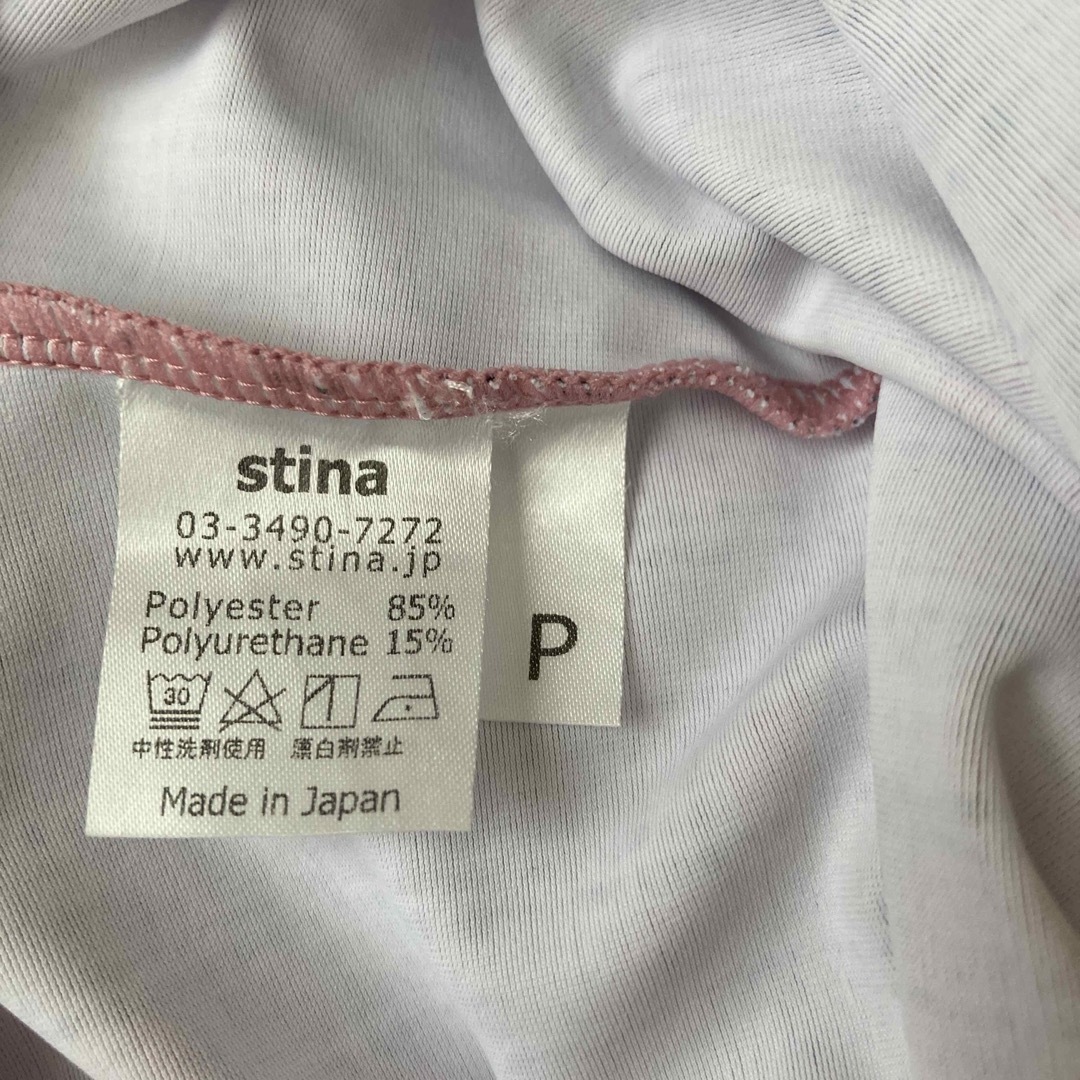 stina
03-3490-7272
www.stina.jp
Polyester 85%
Polyurethane 15%
30
中性洗剤使用 漂白剤禁止
Made in Japan
P